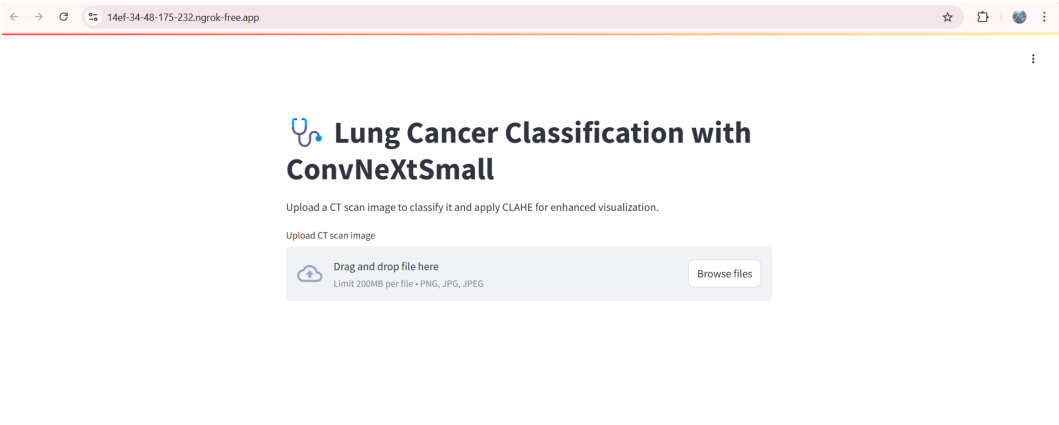 14ef-34-48-175-232.ngrok-free.app
Lung Cancer Classification with
ConvNeXtSmall
Upload a CT scan image to classify it and apply CLAHE for enhanced visualization.
Upload CT scan image
Drag and drop file here
Limit 200MB per file • PNG, JPG, JPEG
Browse files